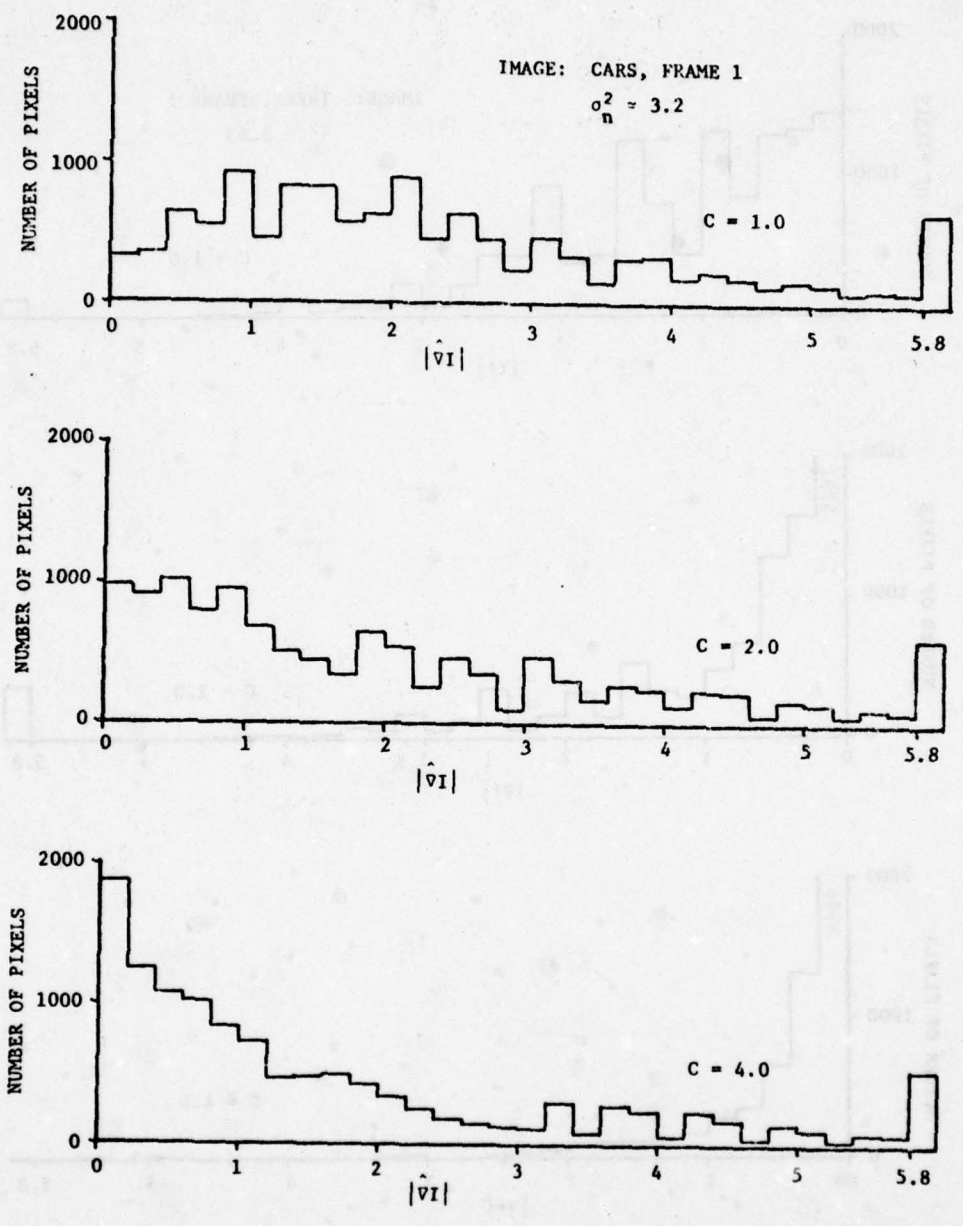 2000
IMAGE: CARS, FRAME 1
σ²n ≃ 3.2
NUMBER OF PIXELS
1000
C = 1.0
0
0 1 2 3 4 5 5.8
|∇̂I|
2000
NUMBER OF PIXELS
1000
C = 2.0
0
0 1 2 3 4 5 5.8
|∇̂I|
2000
NUMBER OF PIXELS
1000
C = 4.0
0
0 1 2 3 4 5 5.8
|∇̂I|